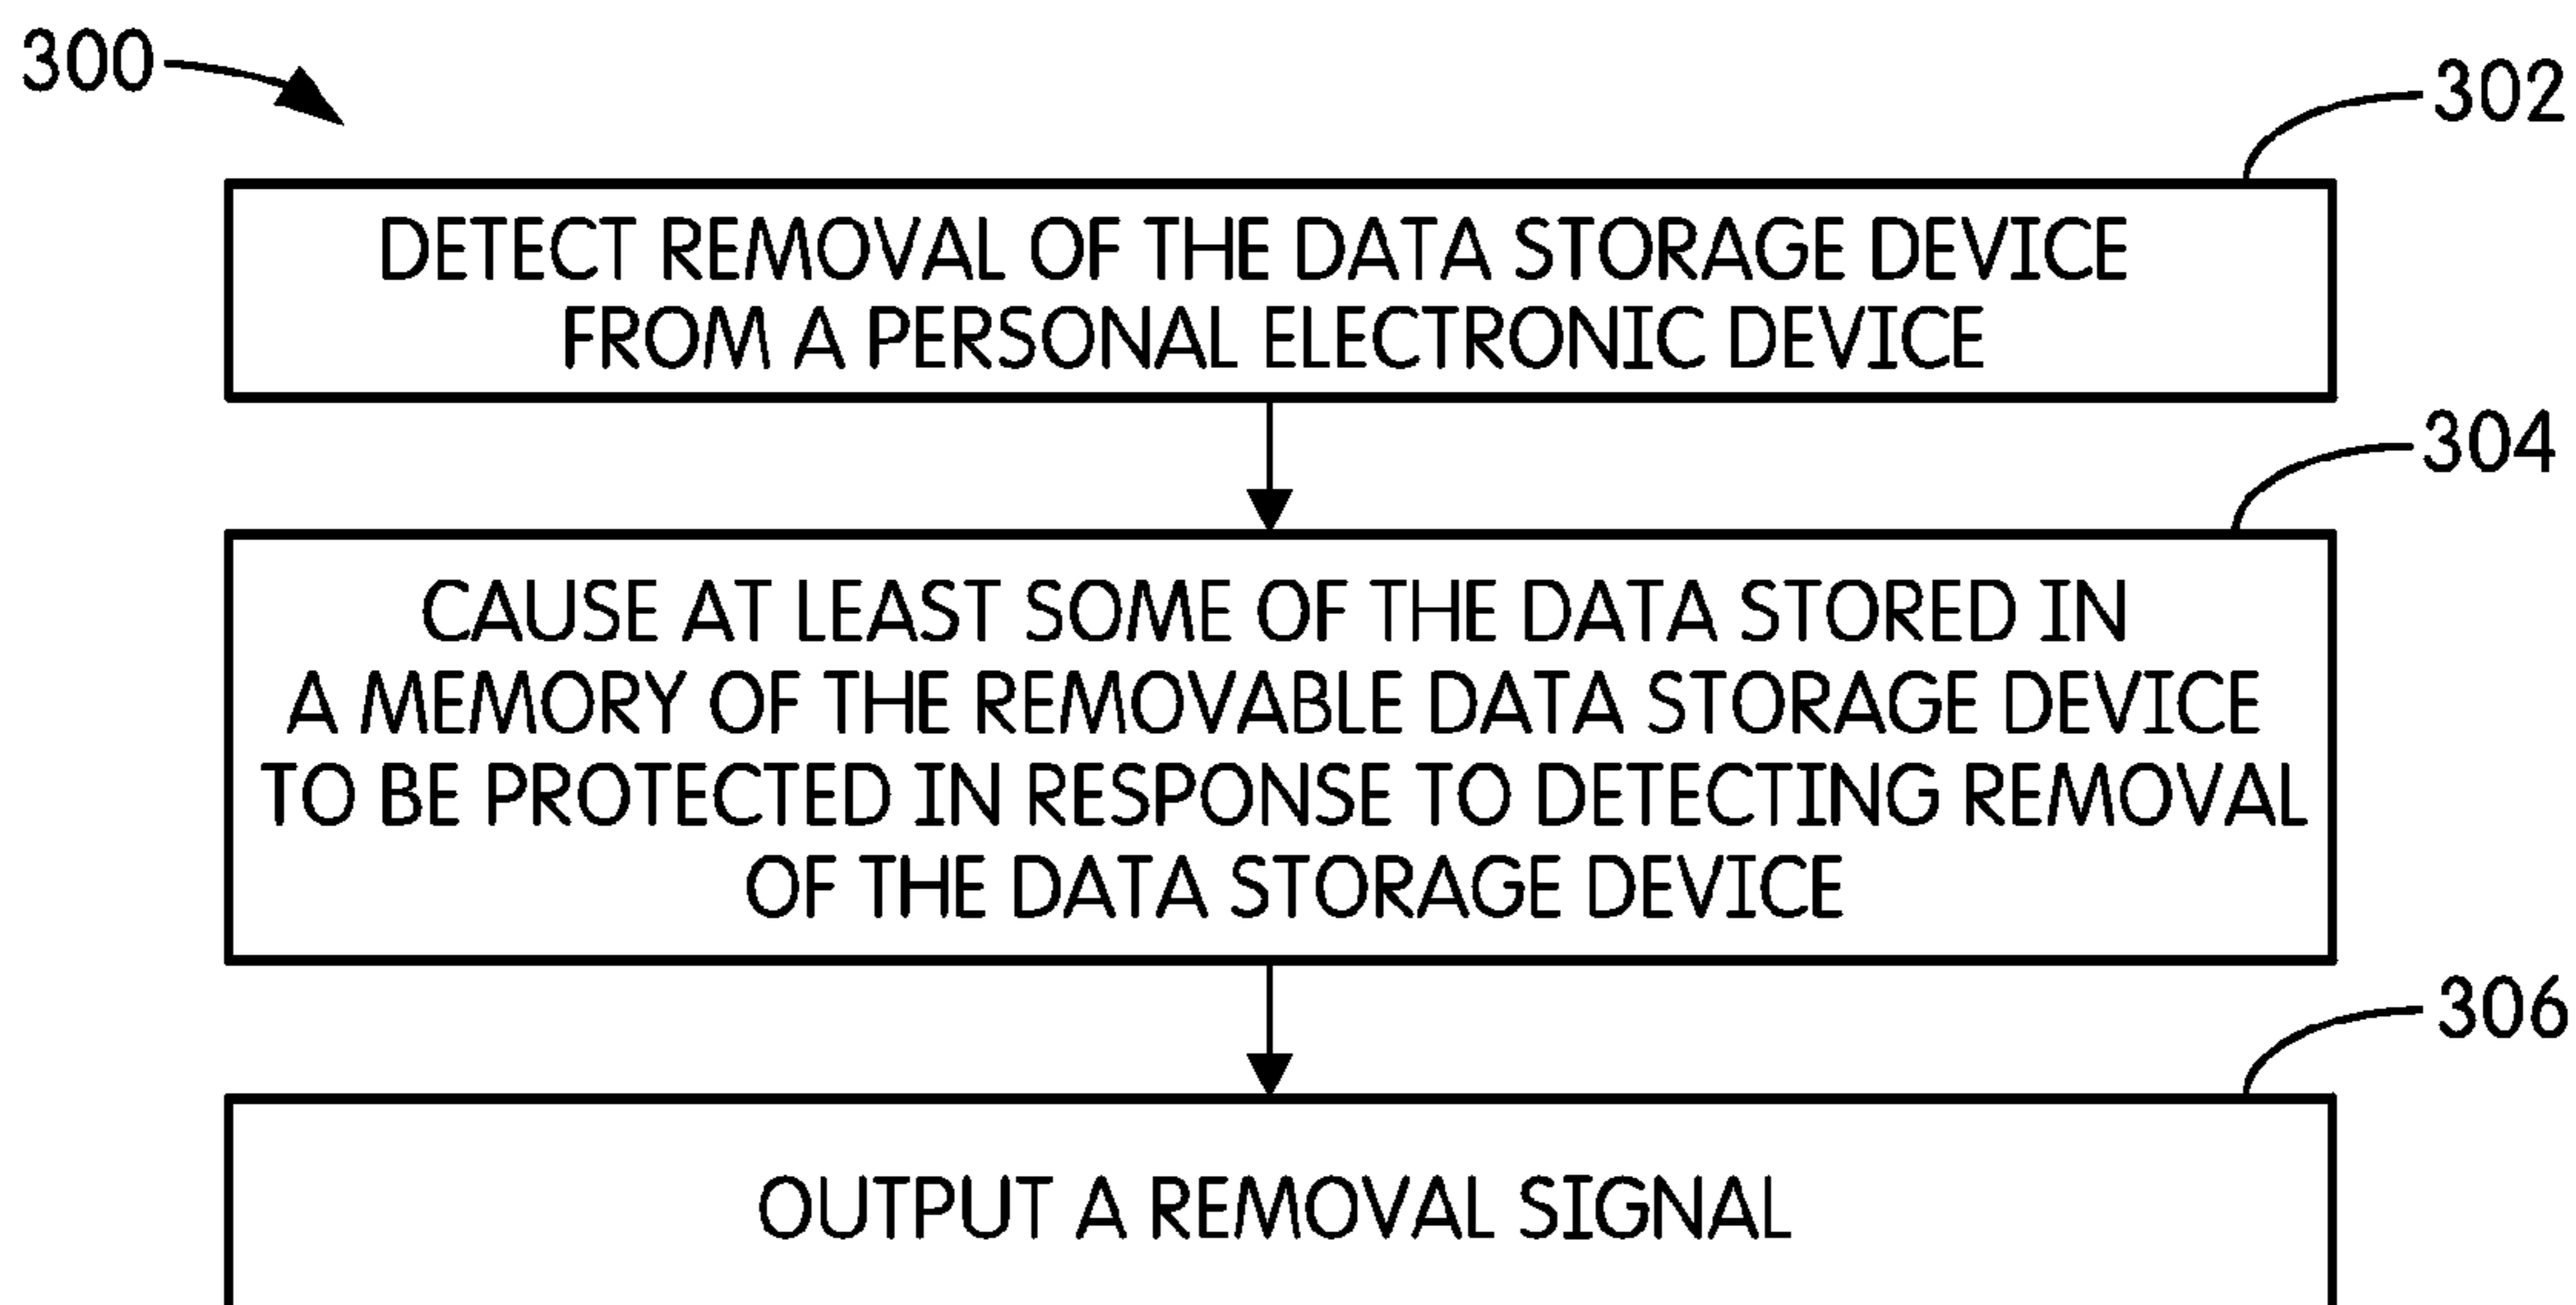 300
302
DETECT REMOVAL OF THE DATA STORAGE DEVICE
FROM A PERSONAL ELECTRONIC DEVICE
304
CAUSE AT LEAST SOME OF THE DATA STORED IN
A MEMORY OF THE REMOVABLE DATA STORAGE DEVICE
TO BE PROTECTED IN RESPONSE TO DETECTING REMOVAL
OF THE DATA STORAGE DEVICE
306
OUTPUT A REMOVAL SIGNAL